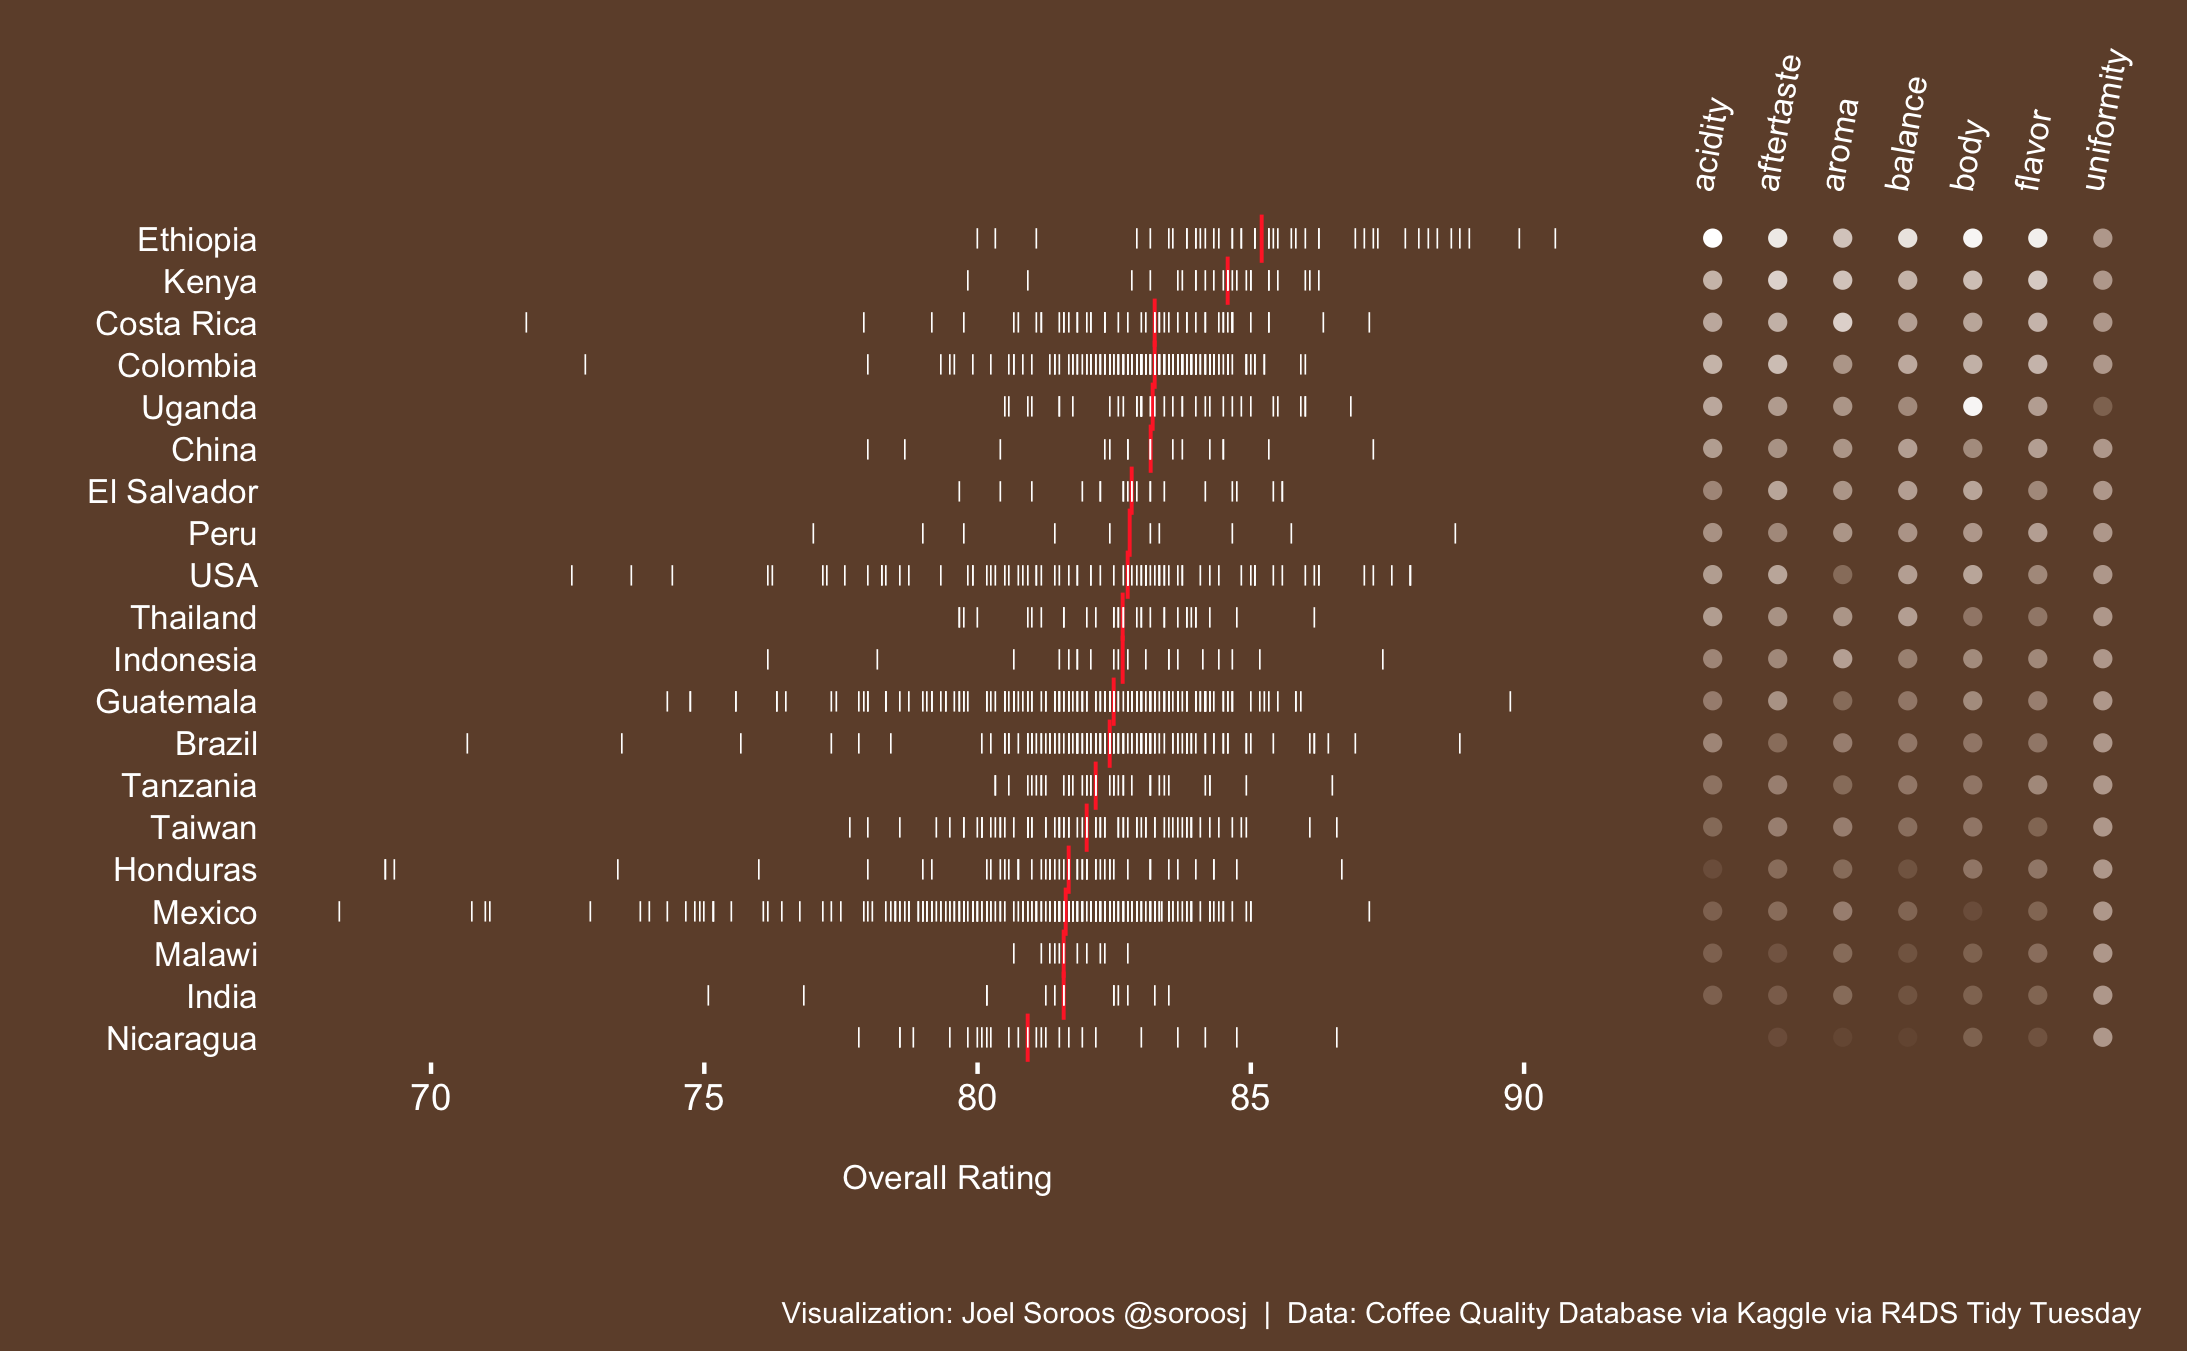 acidity
aftertaste
aroma
balance
body
flavor
uniformity
Ethiopia
Kenya
Costa Rica
Colombia
Uganda
China
El Salvador
Peru
USA
Thailand
Indonesia
Guatemala
Brazil
Tanzania
Taiwan
Honduras
Mexico
Malawi
India
Nicaragua
70 75 80 85 90
Overall Rating
Visualization: Joel Soroos @soroosj | Data: Coffee Quality Database via Kaggle via R4DS Tidy Tuesday